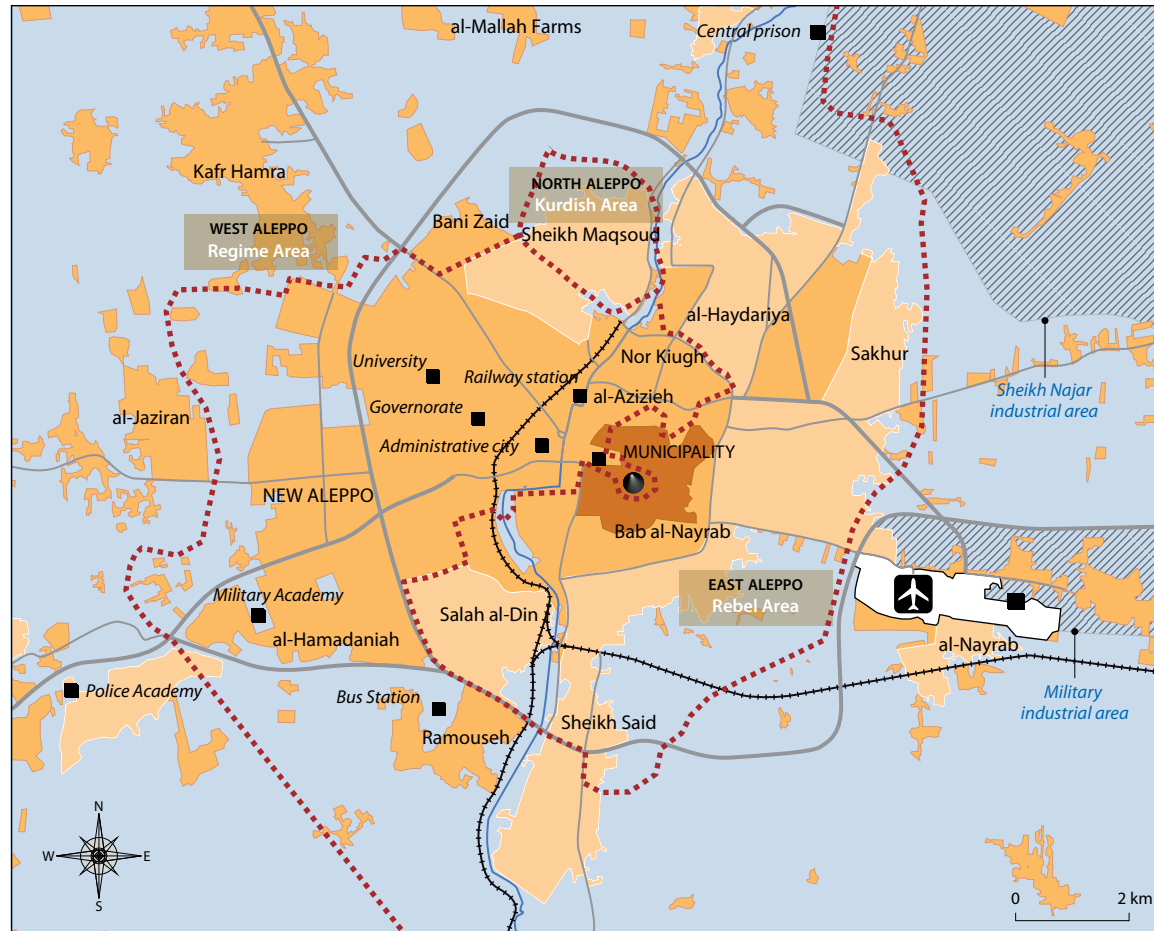 al-Mallah Farms
Central prison
Kafr Hamra
NORTH ALEPPO
Kurdish Area
WEST ALEPPO
Regime Area
Bani Zaid
Sheikh Maqsoud
al-Haydariya
Nor Kiugh
Sakhur
University
Railway station
Sheikh Najar
industrial area
al-Azizieh
al-Jaziran
Governorate
Administrative city
MUNICIPALITY
NEW ALEPPO
Bab al-Nayrab
EAST ALEPPO
Rebel Area
Military Academy
Salah al-Din
al-Hamadaniah
al-Nayrab
Police Academy
Bus Station
Military
industrial area
Sheikh Said
Ramouseh
N
W
E
S
0 2 km